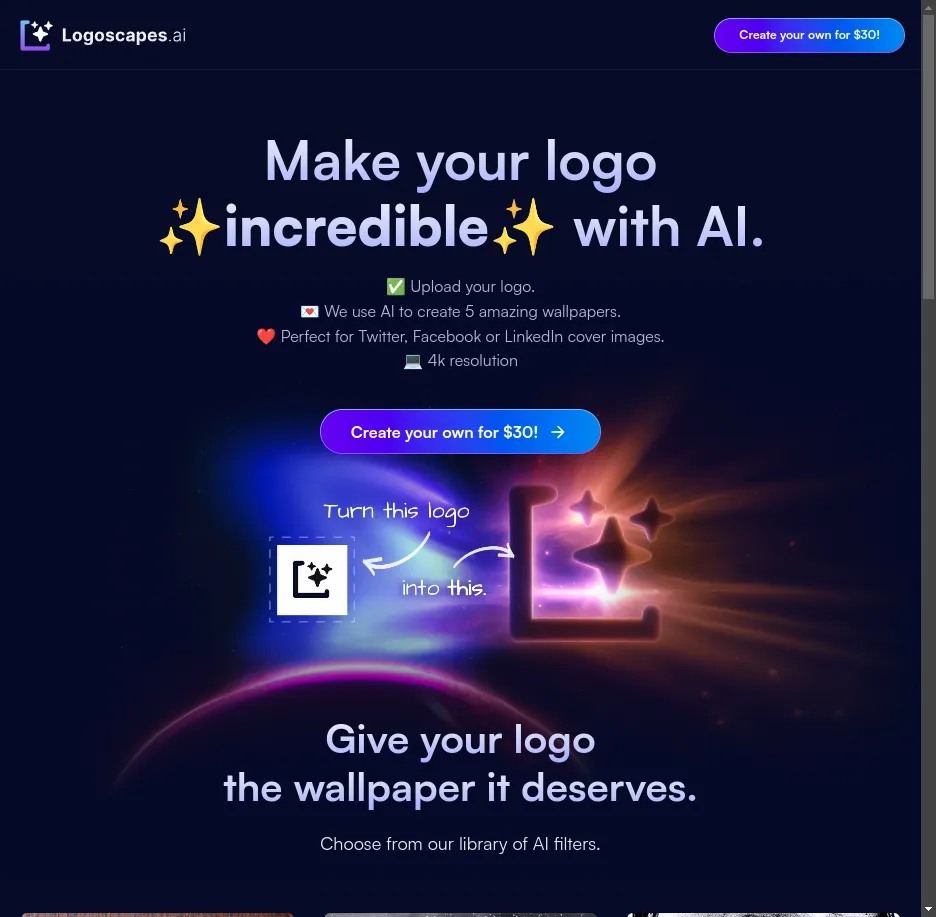 Logoscapes.ai
Create your own for $30!
Make your logo
✨incredible✨ with AI.
✅ Upload your logo.
💌 We use AI to create 5 amazing wallpapers.
❤️ Perfect for Twitter, Facebook or LinkedIn cover images.
💻 4k resolution
Create your own for $30! →
Turn this logo
into this.
Give your logo
the wallpaper it deserves.
Choose from our library of AI filters.